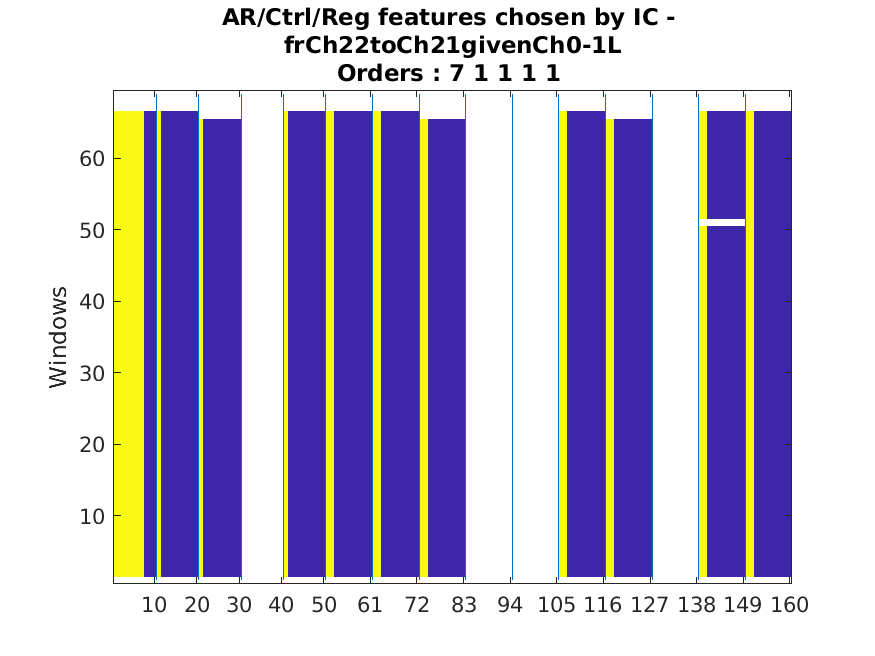 AR/Ctrl/Reg features chosen by IC -
frCh22toCh21givenCh0-1L
Orders : 7 1 1 1 1
Windows
60
50
40
30
20
10
10 20 30 40 50 61 72 83 94 105 116 127 138 149 160